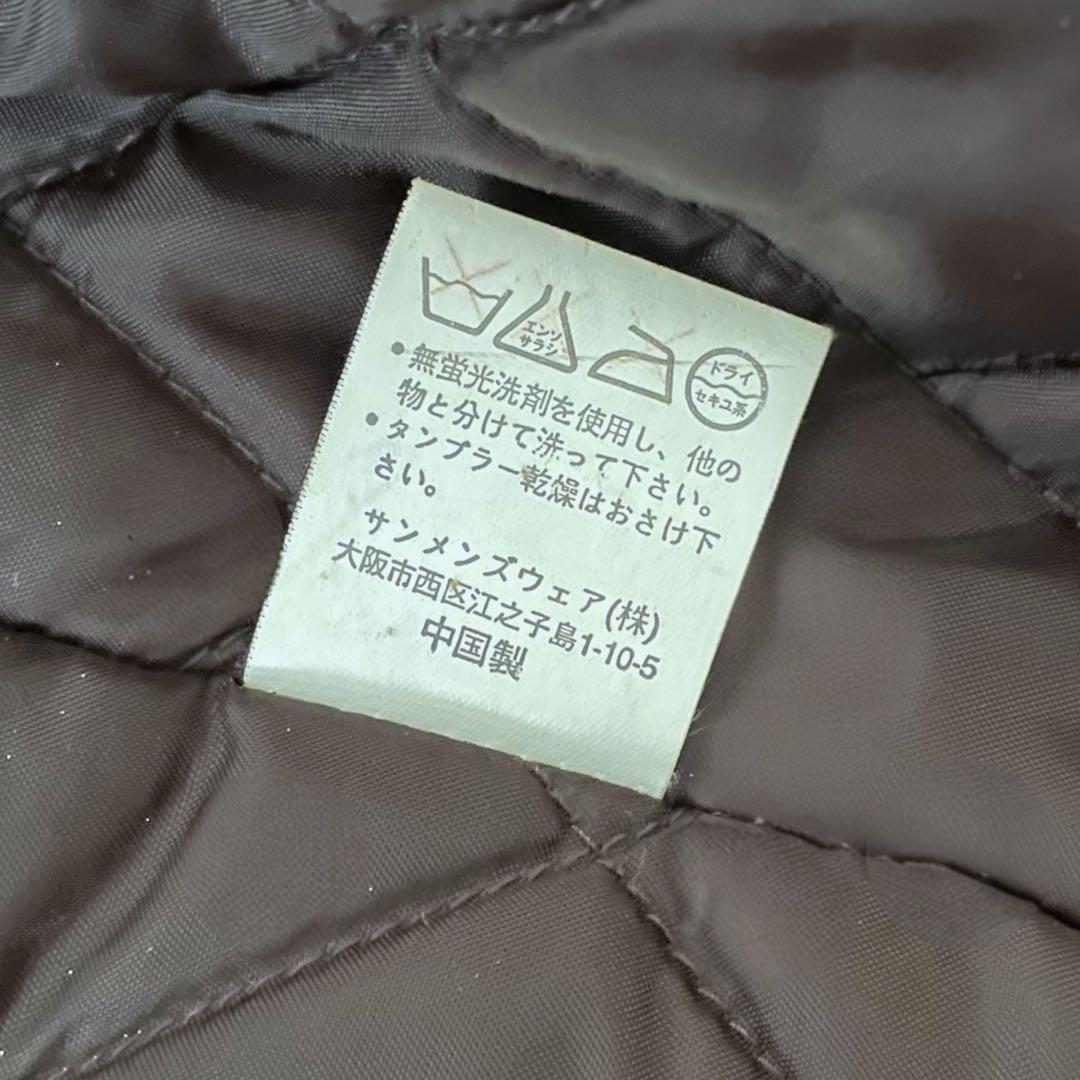 エンソ
サラシ
ドライ
セキユ系
・無蛍光洗剤を使用し、他の
物と分けて洗って下さい。
・タンブラー乾燥はおさけ下
さい。
サンメンズウェア(株)
大阪市西区江之子島1-10-5
中国製